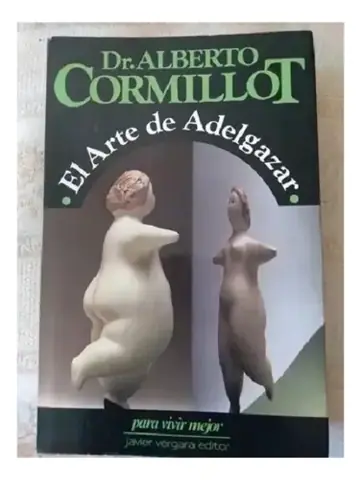 Dr. ALBERTO
CORMILLOT
• El Arte de Adelgazar •
para vivir mejor
javier vergara editor